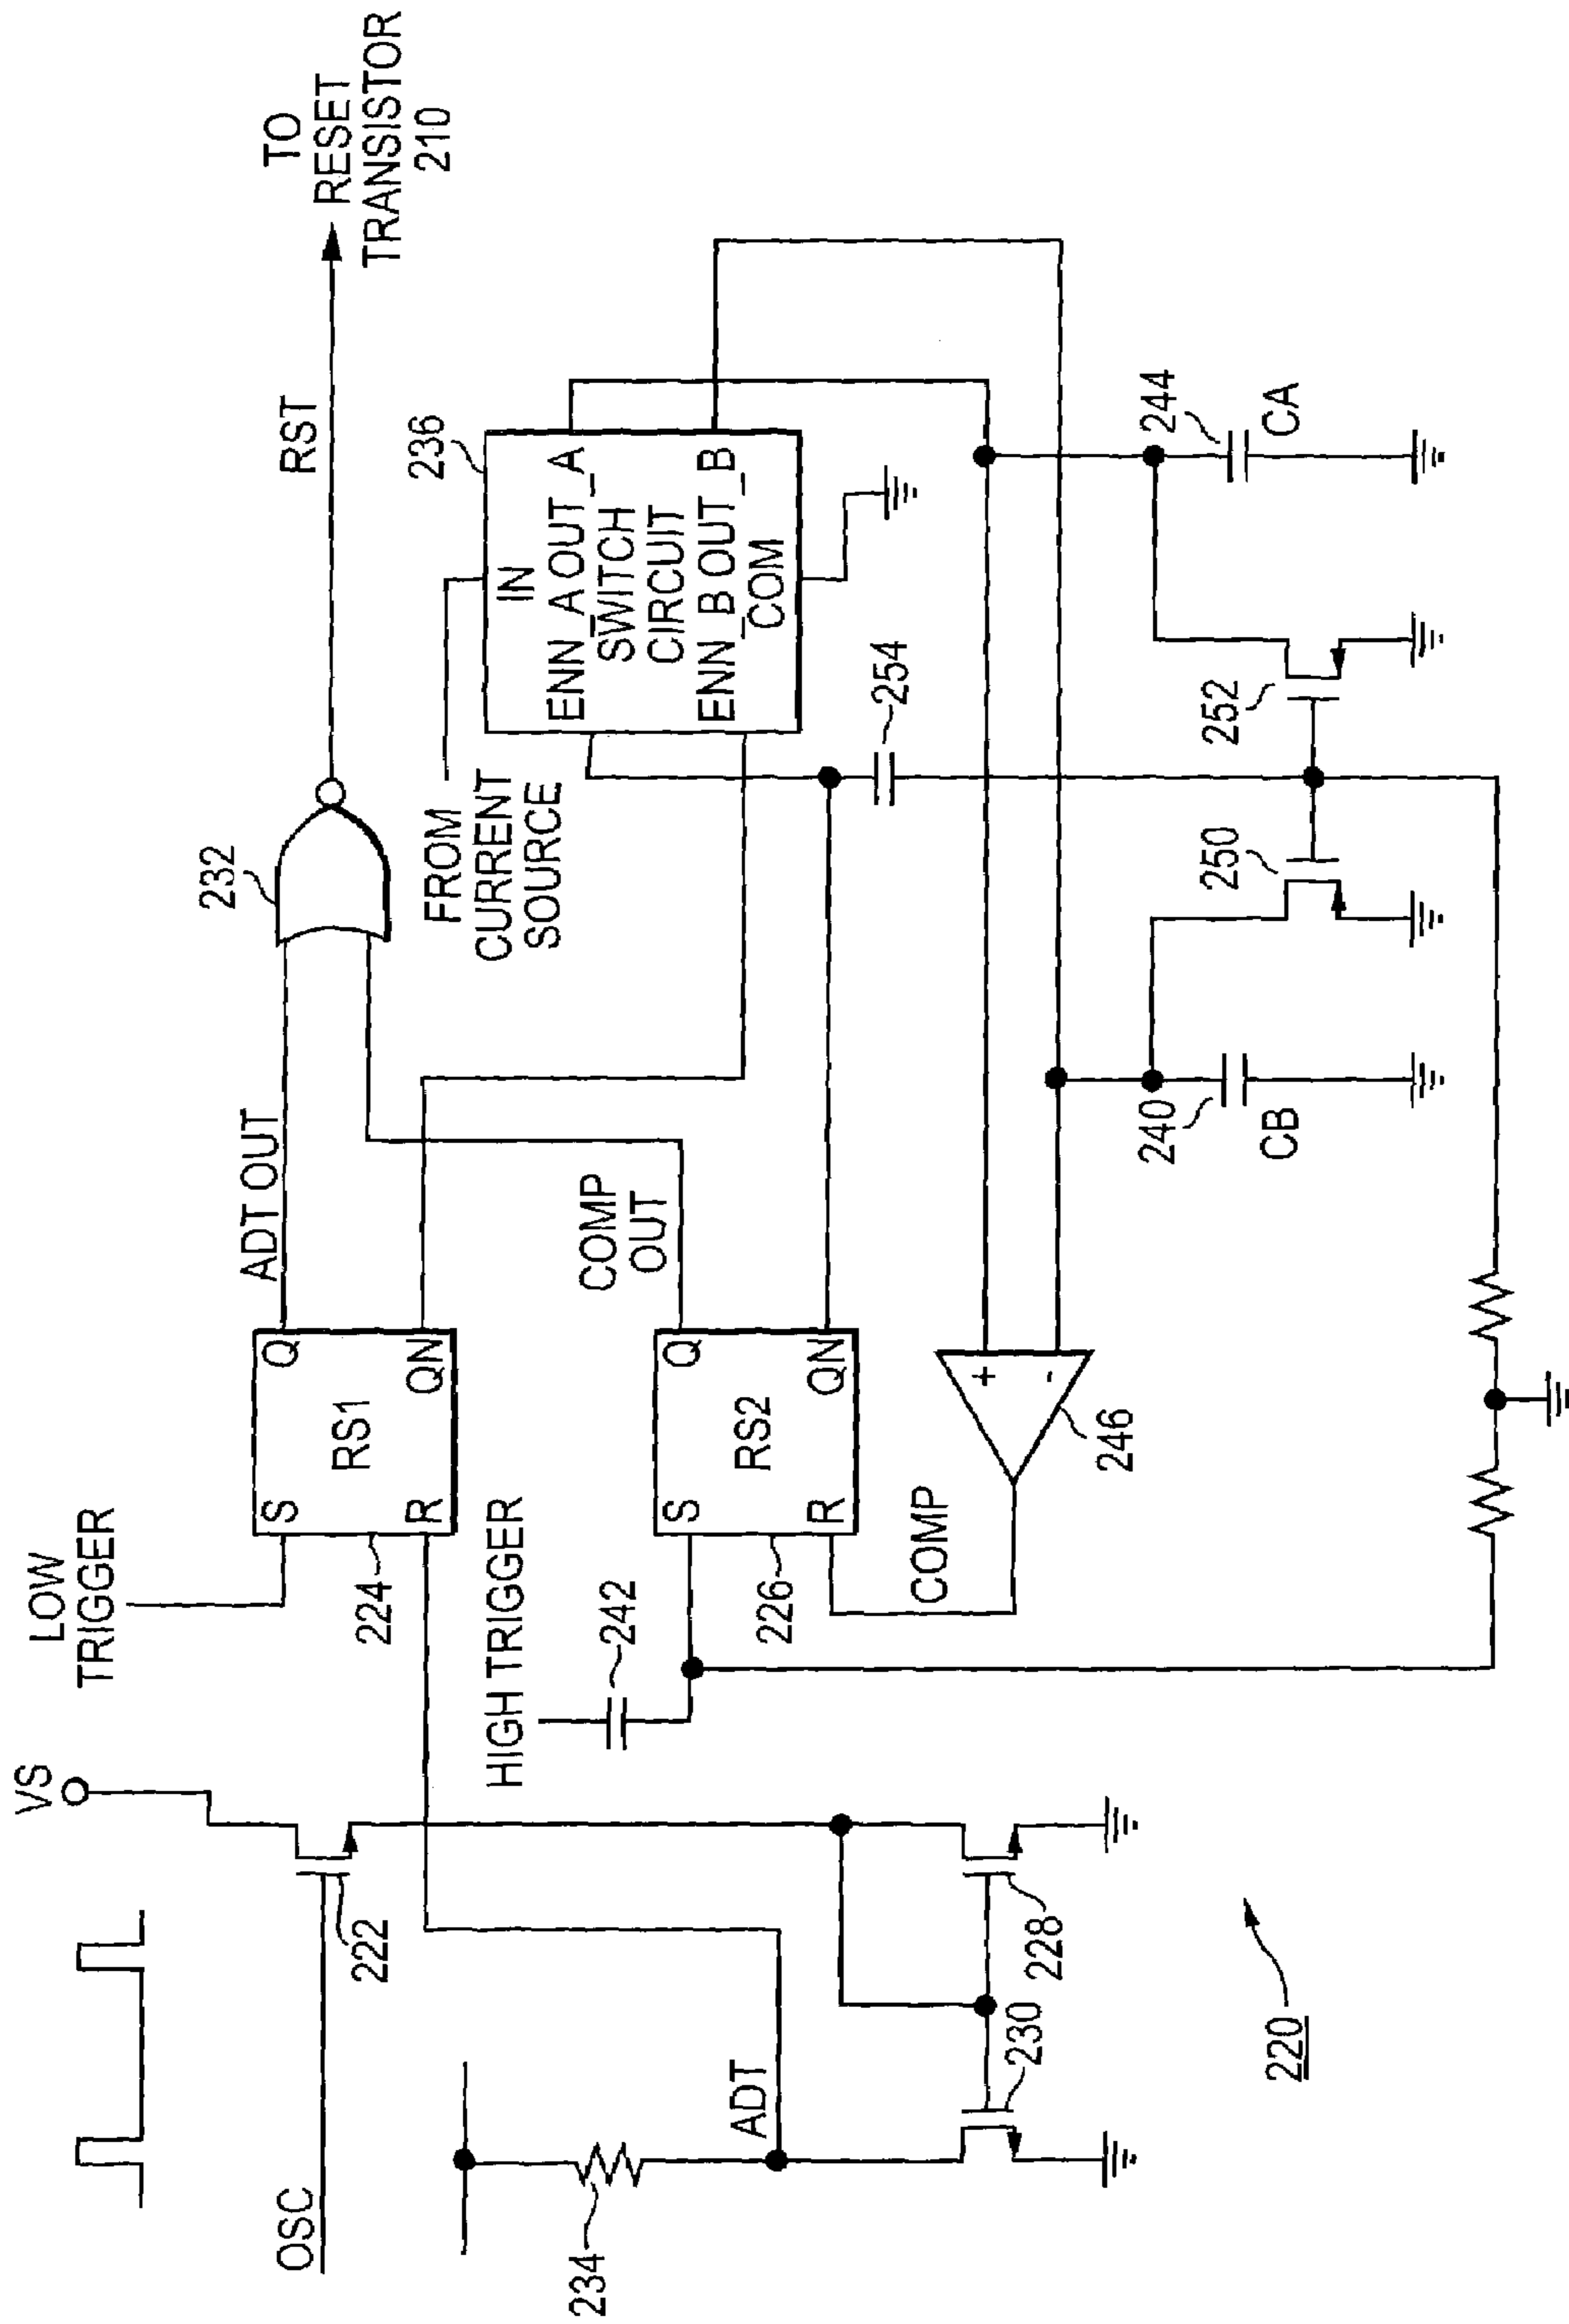 VS
LOW
TRIGGER
OSC
222
S
Q
RS1
R
QN
224
ADT OUT
232
RST
TO
RESET
TRANSISTOR
210
234
ADT
230
228
HIGH TRIGGER
242
S
Q
RS2
R
QN
226
COMP
OUT
COMP
+
-
246
FROM
CURRENT
SOURCE
236
IN
ENN_A OUT_A
SWITCH
CIRCUIT
ENN_B OUT_B
COM
254
240
CB
250
252
244
CA
220